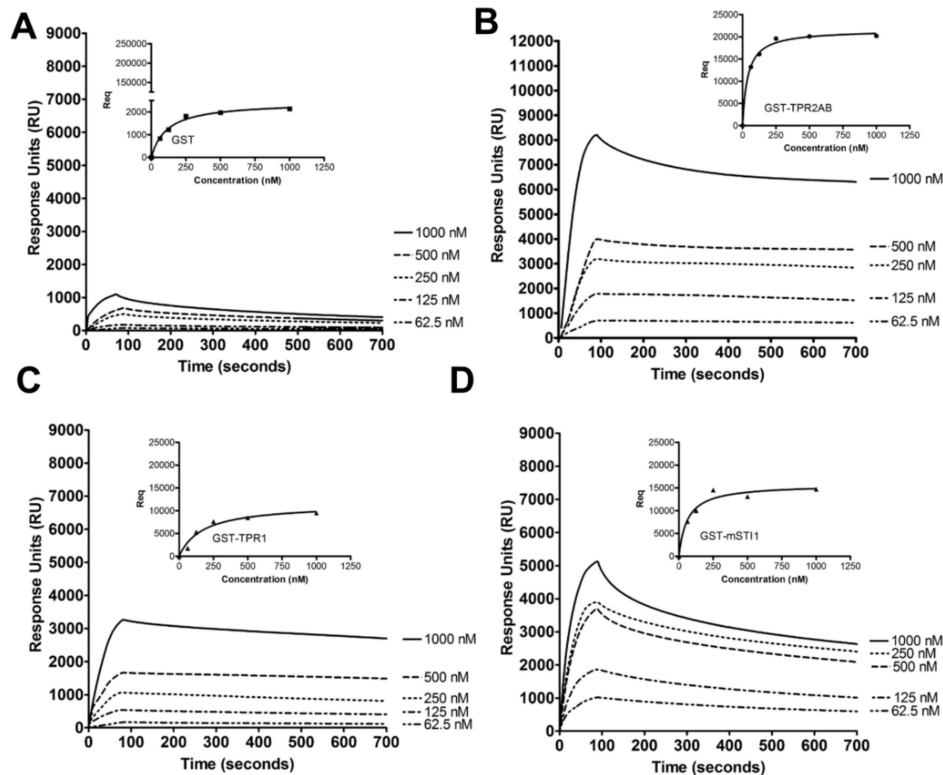 A
9000
8000
7000
6000
5000
4000
3000
2000
1000
0
Response Units (RU)
0 100 200 300 400 500 600 700
Time (seconds)
250000
200000
150000
100000
2000
1000
0
Req
GST
0 250 500 750 1000 1250
Concentration (nM)
1000 nM
500 nM
250 nM
125 nM
62.5 nM
B
12000
11000
10000
9000
8000
7000
6000
5000
4000
3000
2000
1000
0
Response Units (RU)
0 100 200 300 400 500 600 700
Time (seconds)
25000
20000
15000
10000
5000
0
Req
GST-TPR2AB
0 250 500 750 1000 1250
Concentration (nM)
1000 nM
500 nM
250 nM
125 nM
62.5 nM
C
9000
8000
7000
6000
5000
4000
3000
2000
1000
0
Response Units (RU)
0 100 200 300 400 500 600 700
Time (seconds)
25000
20000
15000
10000
5000
0
Req
GST-TPR1
0 250 500 750 1000 1250
Concentration (nM)
1000 nM
500 nM
250 nM
125 nM
62.5 nM
D
9000
8000
7000
6000
5000
4000
3000
2000
1000
0
Response Units (RU)
0 100 200 300 400 500 600 700
Time (seconds)
25000
20000
15000
10000
5000
0
Req
GST-mSTI1
0 250 500 750 1000 1250
Concentration (nM)
1000 nM
250 nM
500 nM
125 nM
62.5 nM